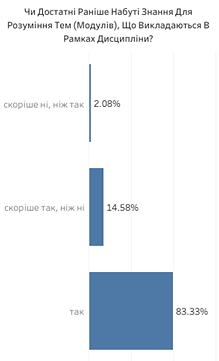 Чи Достатні Раніше Набуті Знання Для
Розуміння Тем (Модулів), Що Викладаються В
Рамках Дисципліни?
скоріше ні, ніж так
2.08%
скоріше так, ніж ні
14.58%
так
83.33%